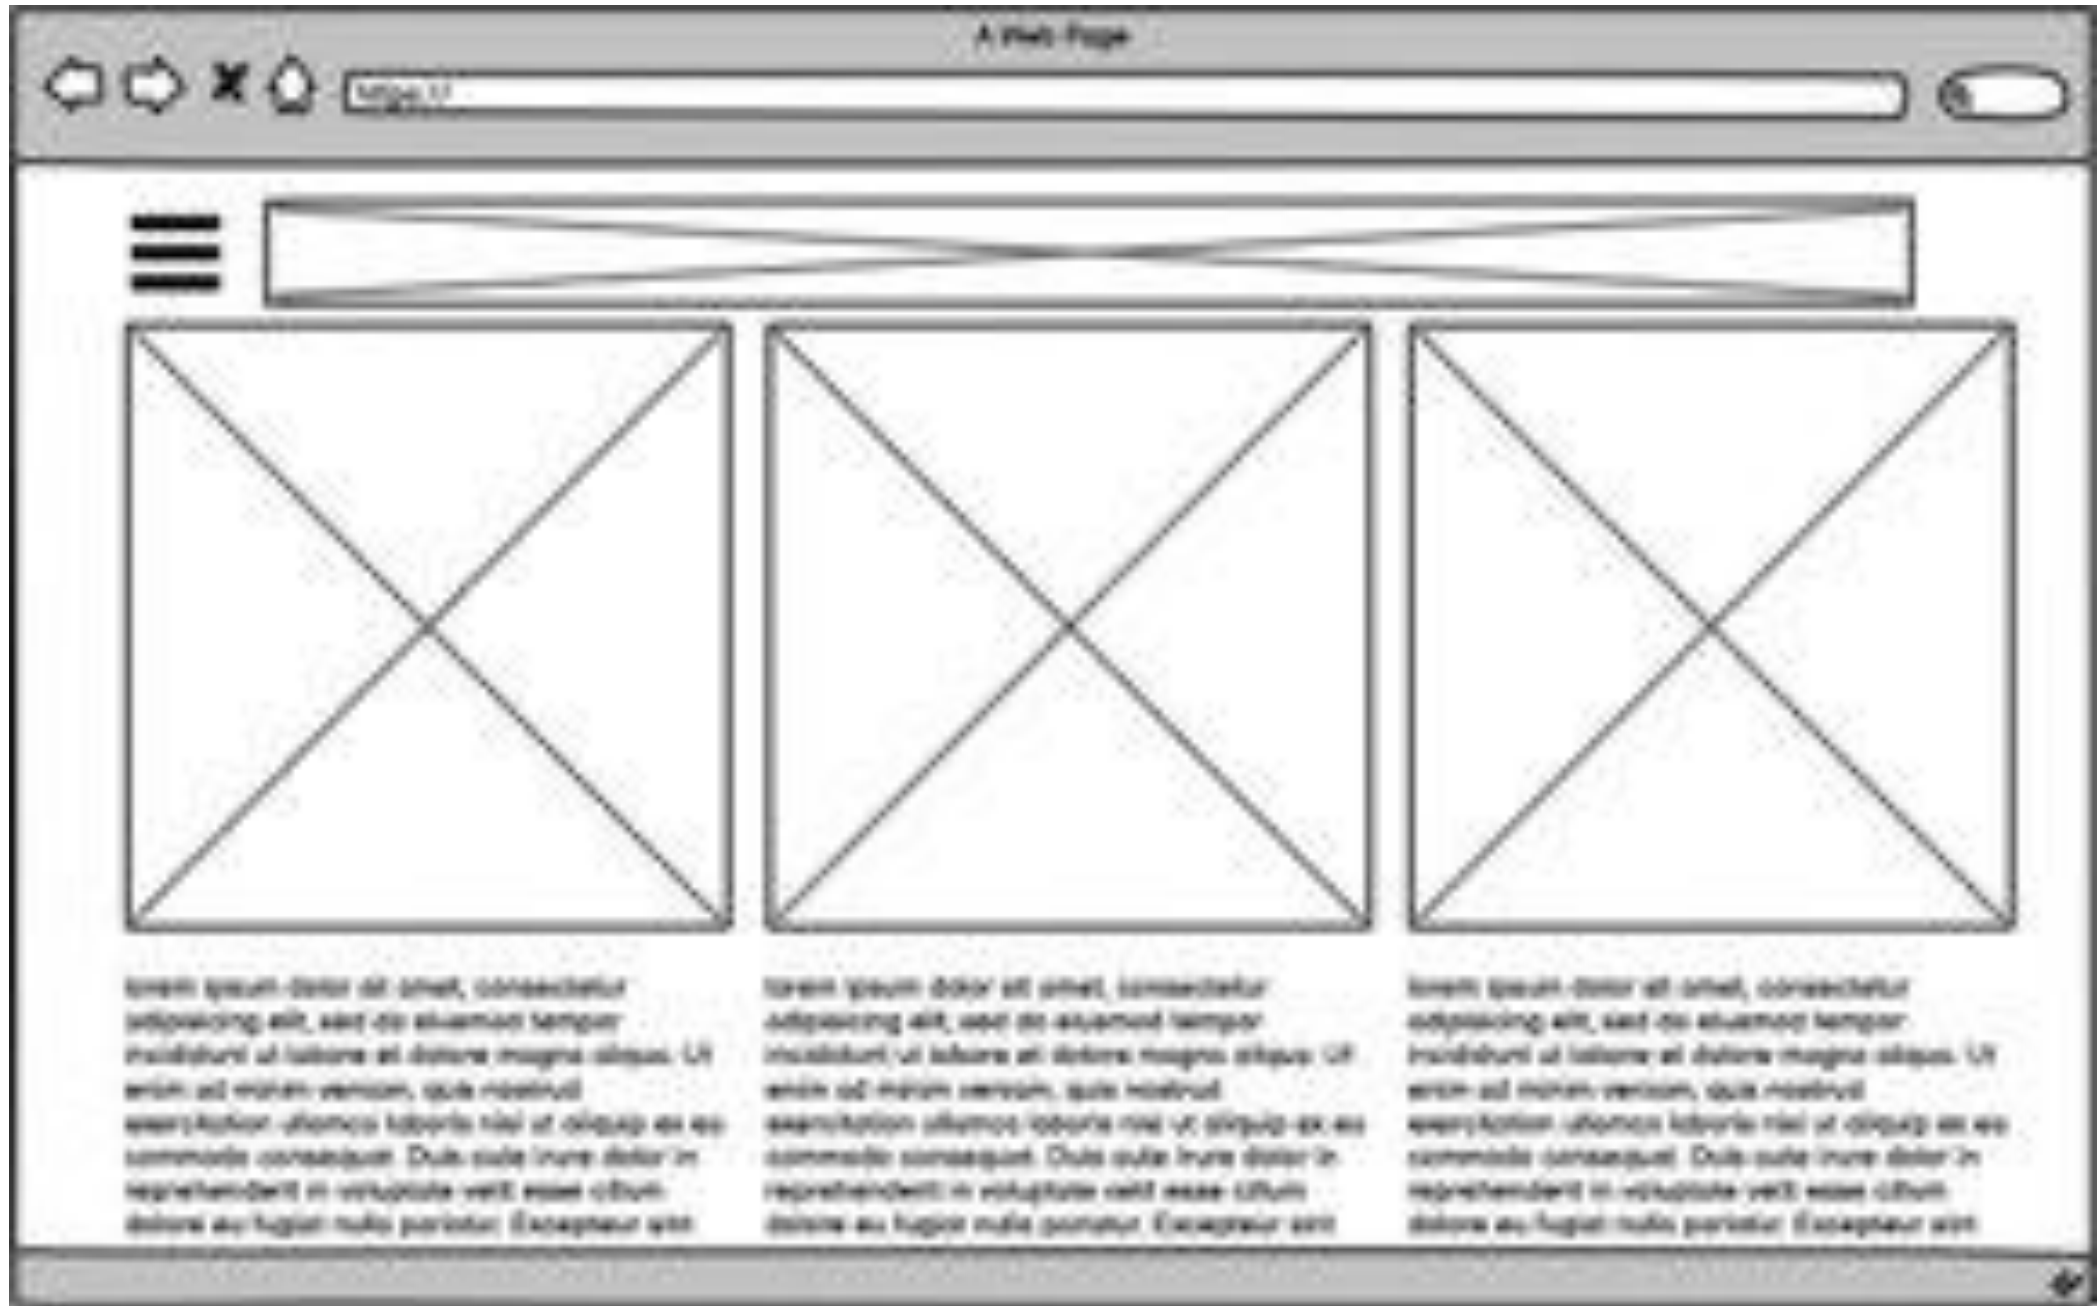 A Web Page
https://
lorem ipsum dolor sit amet, consectetur
adipisicing elit, sed do eiusmod tempor
incididunt ut labore et dolore magna aliqua. Ut
enim ad minim veniam, quis nostrud
exercitation ullamco laboris nisi ut aliquip ex ea
commodo consequat. Duis aute irure dolor in
reprehenderit in voluptate velit esse cillum
dolore eu fugiat nulla pariatur. Excepteur sint
lorem ipsum dolor sit amet, consectetur
adipisicing elit, sed do eiusmod tempor
incididunt ut labore et dolore magna aliqua. Ut
enim ad minim veniam, quis nostrud
exercitation ullamco laboris nisi ut aliquip ex ea
commodo consequat. Duis aute irure dolor in
reprehenderit in voluptate velit esse cillum
dolore eu fugiat nulla pariatur. Excepteur sint
lorem ipsum dolor sit amet, consectetur
adipisicing elit, sed do eiusmod tempor
incididunt ut labore et dolore magna aliqua. Ut
enim ad minim veniam, quis nostrud
exercitation ullamco laboris nisi ut aliquip ex ea
commodo consequat. Duis aute irure dolor in
reprehenderit in voluptate velit esse cillum
dolore eu fugiat nulla pariatur. Excepteur sint